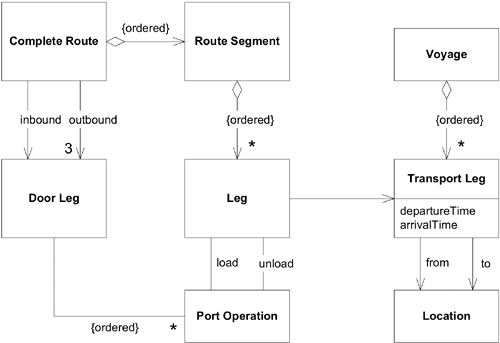 Complete Route
{ordered}
Route Segment
Voyage
inbound
outbound
3
{ordered}
*
{ordered}
*
Door Leg
Leg
Transport Leg
departureTime
arrivalTime
load
unload
from
to
{ordered}
*
Port Operation
Location